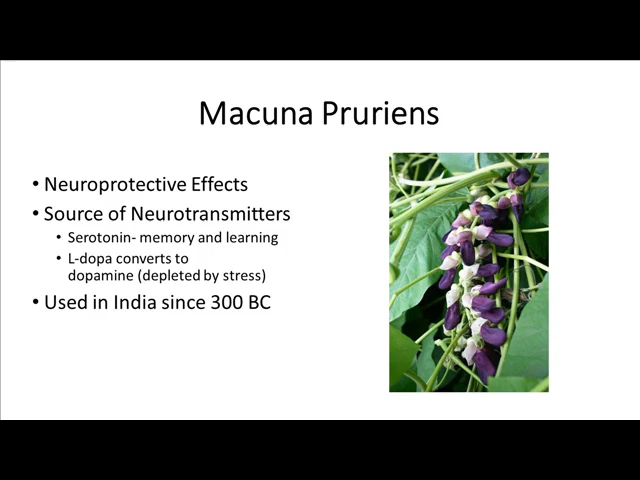 Macuna Pruriens
• Neuroprotective Effects
• Source of Neurotransmitters
• Serotonin- memory and learning
• L-dopa converts to
dopamine (depleted by stress)
• Used in India since 300 BC